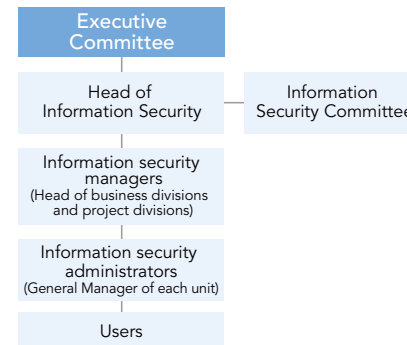 Executive
Committee
Head of
Information Security
Information
Security Committee
Information security
managers
(Head of business divisions
and project divisions)
Information security
administrators
(General Manager of each unit)
Users